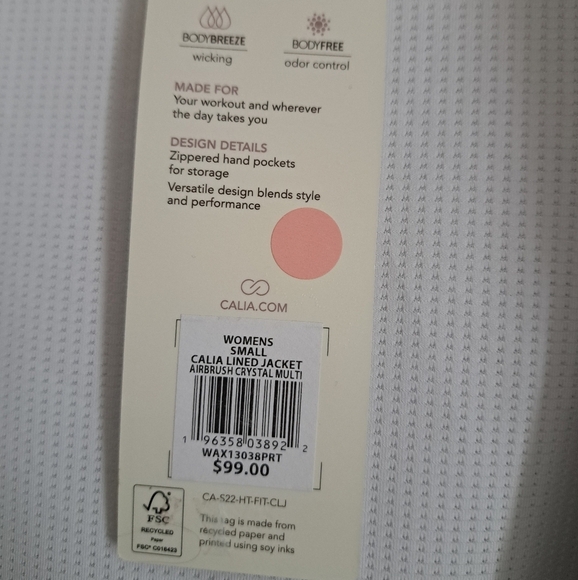 BODYBREEZE
wicking
BODYFREE
odor control
MADE FOR
Your workout and wherever
the day takes you
DESIGN DETAILS
Zippered hand pockets
for storage
Versatile design blends style
and performance
CALIA.COM
WOMENS
SMALL
CALIA LINED JACKET
AIRBRUSH CRYSTAL MULTI
1 96358 03892 2
WAX13038PRT
$99.00
CA-S22-HT-FIT-CLJ
FSC
RECYCLED
Paper
This tag is made from
recycled paper and
printed using soy inks